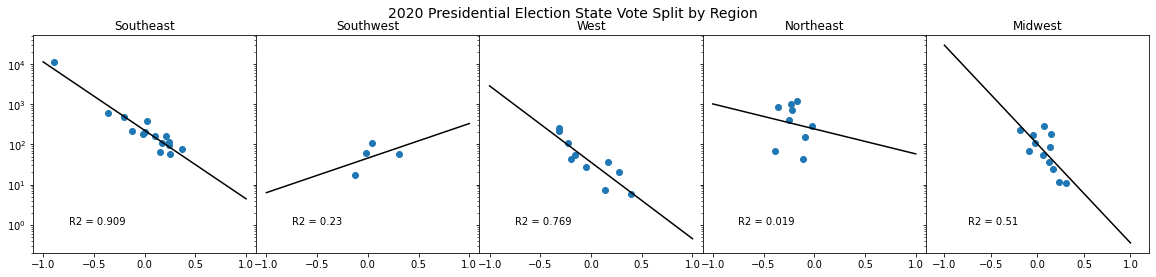 2020 Presidential Election State Vote Split by Region
Southeast
Southwest
West
Northeast
Midwest
10⁴
10³
10²
10¹
10⁰
R2 = 0.909
R2 = 0.23
R2 = 0.769
R2 = 0.019
R2 = 0.51
−1.0 −0.5 0.0 0.5 1.0
−1.0 −0.5 0.0 0.5 1.0
−1.0 −0.5 0.0 0.5 1.0
−1.0 −0.5 0.0 0.5 1.0
−1.0 −0.5 0.0 0.5 1.0